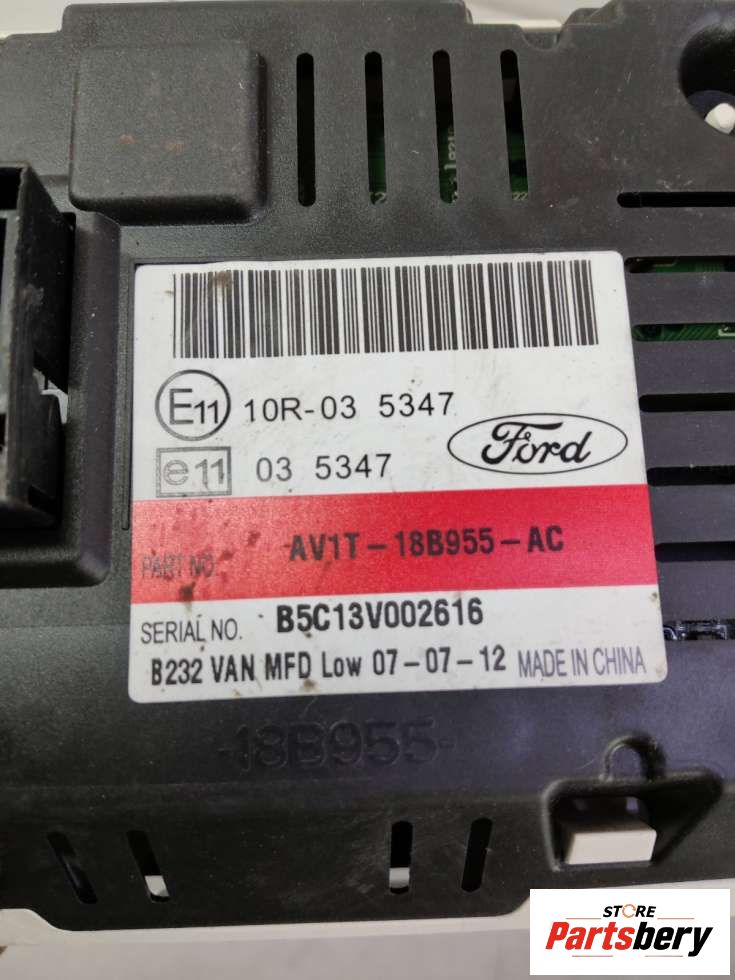 E11 10R-03 5347
Ford
e11 03 5347
PART NO. AV1T-18B955-AC
SERIAL NO. B5C13V002616
B232 VAN MFD Low 07-07-12 MADE IN CHINA
-18B955-
STORE
Partsbery